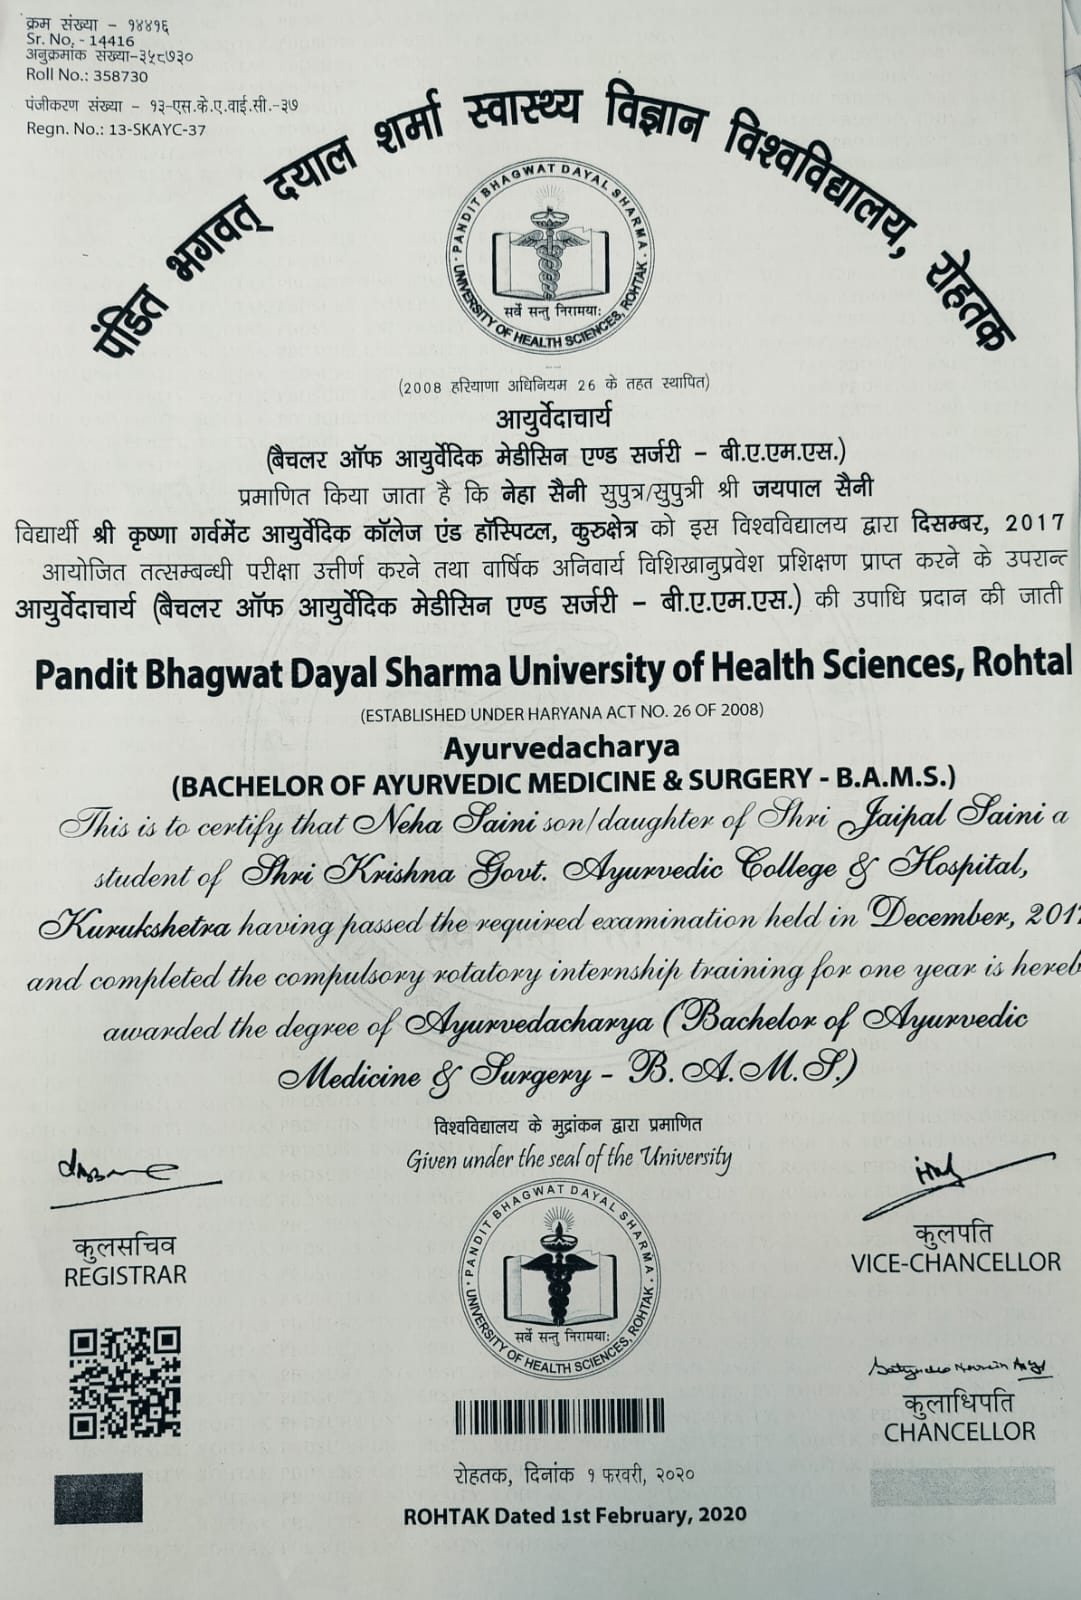 क्रम संख्या – १४४१६
Sr. No. - 14416
अनुक्रमांक संख्या-३५८७३०
Roll No.: 358730
पंजीकरण संख्या – १३-एस.के.ए.वाई.सी.-३७
Regn. No.: 13-SKAYC-37
पंडित भगवत् दयाल शर्मा स्वास्थ्य विज्ञान विश्वविद्यालय, रोहतक
PANDIT BHAGWAT DAYAL SHARMA
सर्वे सन्तु निरामयाः
UNIVERSITY OF HEALTH SCIENCES, ROHTAK
(2008 हरियाणा अधिनियम 26 के तहत स्थापित)
आयुर्वेदाचार्य
(बैचलर ऑफ आयुर्वेदिक मेडीसिन एण्ड सर्जरी – बी.ए.एम.एस.)
प्रमाणित किया जाता है कि नेहा सैनी सुपुत्र/सुपुत्री श्री जयपाल सैनी
विद्यार्थी श्री कृष्णा गर्वमेंट आयुर्वेदिक कॉलेज एंड हॉस्पिटल, कुरुक्षेत्र को इस विश्वविद्यालय द्वारा दिसम्बर, 2017
आयोजित तत्सम्बन्धी परीक्षा उत्तीर्ण करने तथा वार्षिक अनिवार्य विशिखानुप्रवेश प्रशिक्षण प्राप्त करने के उपरान्त
आयुर्वेदाचार्य (बैचलर ऑफ आयुर्वेदिक मेडीसिन एण्ड सर्जरी – बी.ए.एम.एस.) की उपाधि प्रदान की जाती
Pandit Bhagwat Dayal Sharma University of Health Sciences, Rohtal
(ESTABLISHED UNDER HARYANA ACT NO. 26 OF 2008)
Ayurvedacharya
(BACHELOR OF AYURVEDIC MEDICINE & SURGERY - B.A.M.S.)
This is to certify that Neha Saini son/daughter of Shri Jaipal Saini a
student of Shri Krishna Govt. Ayurvedic College & Hospital,
Kurukshetra having passed the required examination held in December, 2017
and completed the compulsory rotatory internship training for one year is hereb
awarded the degree of Ayurvedacharya (Bachelor of Ayurvedic
Medicine & Surgery - B. A. M. S.)
विश्वविद्यालय के मुद्रांकन द्वारा प्रमाणित
Given under the seal of the University
कुलसचिव
REGISTRAR
कुलपति
VICE-CHANCELLOR
PANDIT BHAGWAT DAYAL SHARMA
सर्वे सन्तु निरामयाः
UNIVERSITY OF HEALTH SCIENCES, ROHTAK
कुलाधिपति
CHANCELLOR
रोहतक, दिनांक १ फरवरी, २०२०
ROHTAK Dated 1st February, 2020